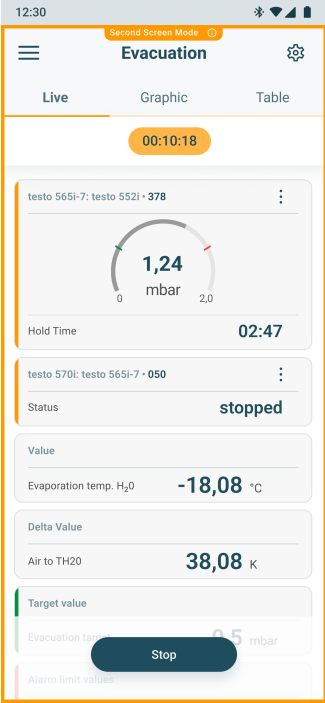 12:30
Second Screen Mode
Evacuation
Live Graphic Table
00:10:18
testo 565i-7: testo 552i • 378
1,24
mbar
0 2,0
Hold Time 02:47
testo 570i: testo 565i-7 • 050
Status stopped
Value
Evaporation temp. H₂0 -18,08 °C
Delta Value
Air to TH20 38,08 K
Target value
Evacuation target 0,5 mbar
Stop
Alarm limit values